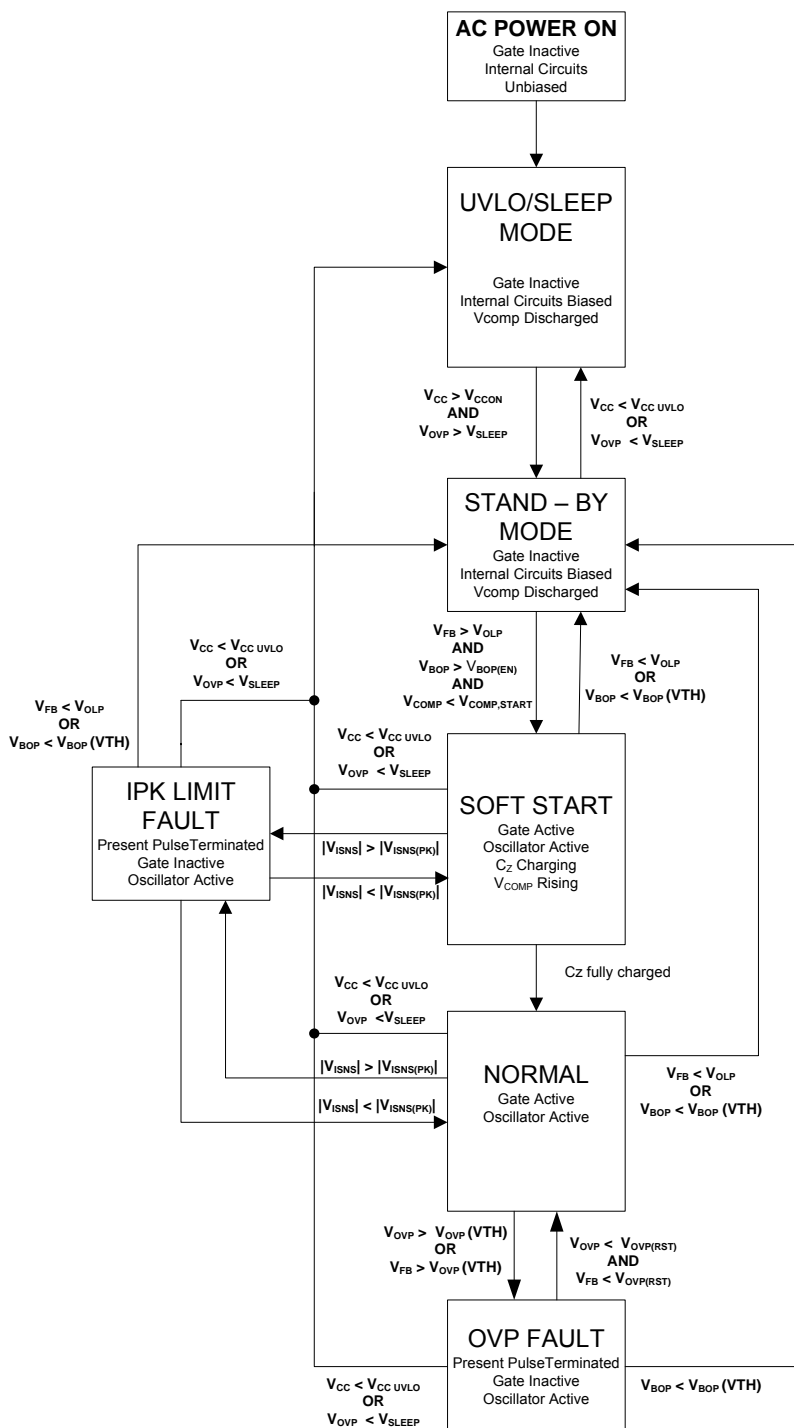 AC POWER ON
Gate Inactive
Internal Circuits
Unbiased
UVLO/SLEEP
MODE
Gate Inactive
Internal Circuits Biased
Vcomp Discharged
VCC > VCCON
AND
VOVP > VSLEEP
VCC < VCC UVLO
OR
VOVP < VSLEEP
STAND – BY
MODE
Gate Inactive
Internal Circuits Biased
Vcomp Discharged
VFB > VOLP
AND
VBOP > VBOP(EN)
AND
VCOMP < VCOMP,START
VFB < VOLP
OR
VBOP < VBOP (VTH)
VCC < VCC UVLO
OR
VOVP < VSLEEP
VFB < VOLP
OR
VBOP < VBOP (VTH)
VCC < VCC UVLO
OR
VOVP < VSLEEP
IPK LIMIT
FAULT
Present PulseTerminated
Gate Inactive
Oscillator Active
SOFT START
Gate Active
Oscillator Active
CZ Charging
VCOMP Rising
|VISNS| > |VISNS(PK)|
|VISNS| < |VISNS(PK)|
Cz fully charged
VCC < VCC UVLO
OR
VOVP <VSLEEP
NORMAL
Gate Active
Oscillator Active
|VISNS| > |VISNS(PK)|
|VISNS| < |VISNS(PK)|
VFB < VOLP
OR
VBOP < VBOP (VTH)
VOVP > VOVP (VTH)
OR
VFB > VOVP (VTH)
VOVP < VOVP(RST)
AND
VFB < VOVP(RST)
OVP FAULT
Present PulseTerminated
Gate Inactive
Oscillator Active
VCC < VCC UVLO
OR
VOVP < VSLEEP
VBOP < VBOP (VTH)